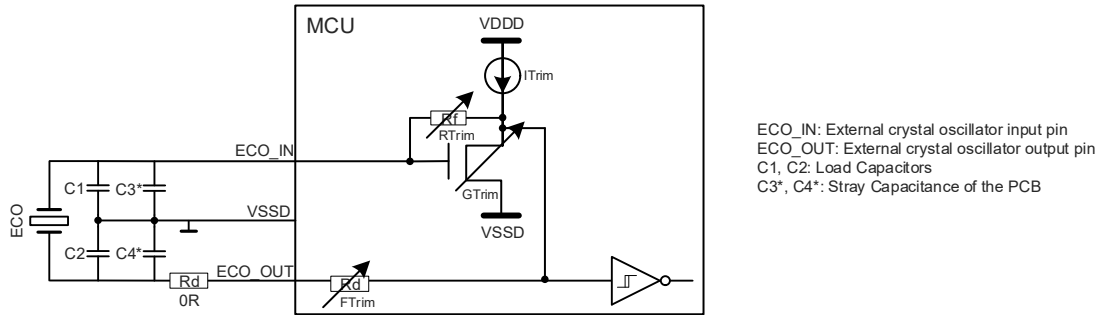 MCU
VDDD
ITrim
Rf
RTrim
ECO_IN
GTrim
C1
C3*
VSSD
VSSD
ECO
C2
C4*
Rd
0R
ECO_OUT
Rd
FTrim
ECO_IN: External crystal oscillator input pin
ECO_OUT: External crystal oscillator output pin
C1, C2: Load Capacitors
C3*, C4*: Stray Capacitance of the PCB